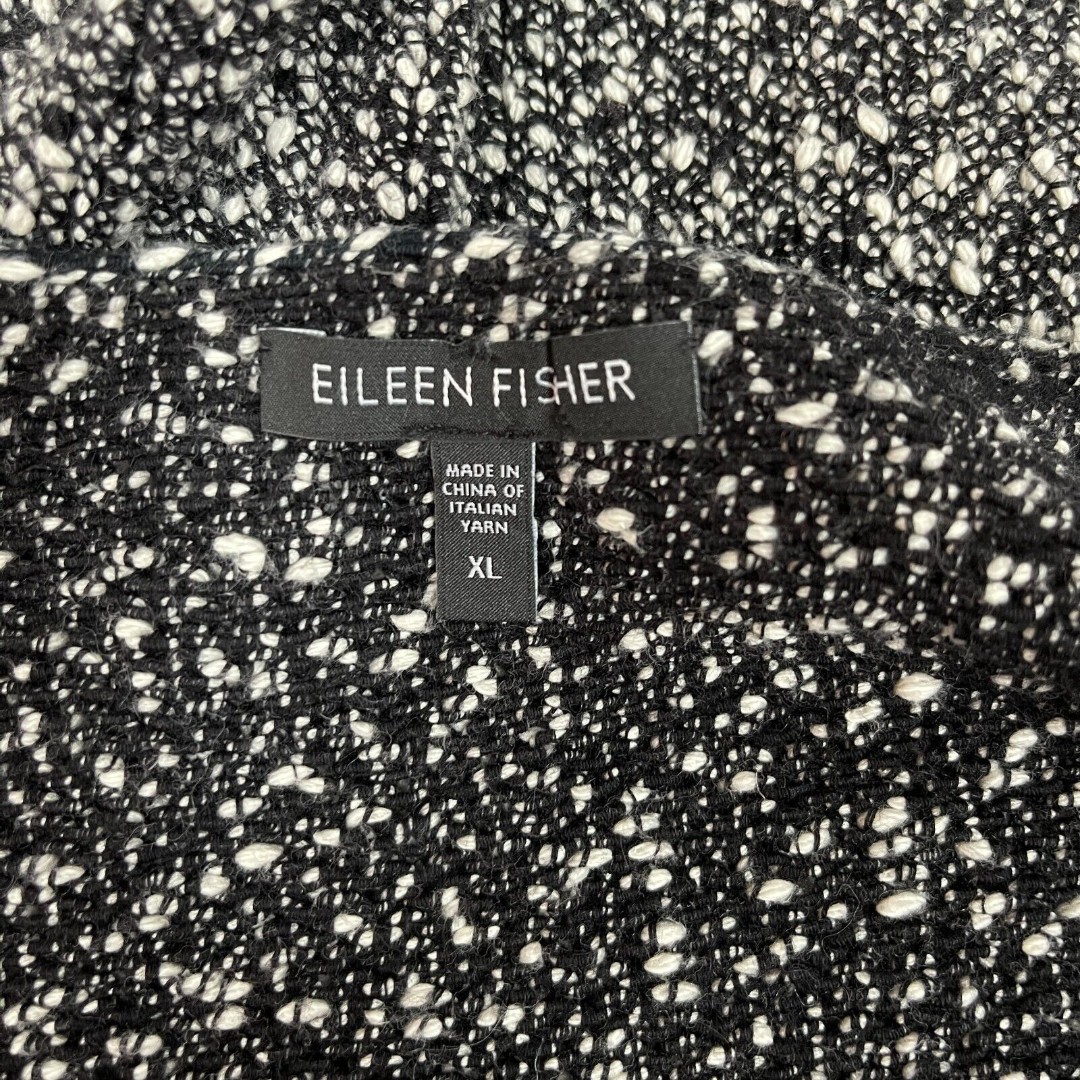 EILEEN FISHER
MADE IN
CHINA OF
ITALIAN
YARN
XL